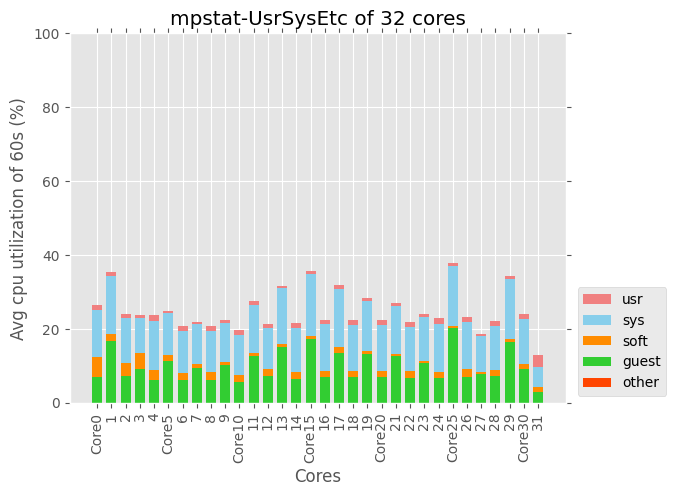 mpstat-UsrSysEtc of 32 cores
100
80
60
40
20
0
Avg cpu utilization of 60s (%)
Core0
1
2
3
4
Core5
6
7
8
9
Core10
11
12
13
14
Core15
16
17
18
19
Core20
21
22
23
24
Core25
26
27
28
29
Core30
31
Cores
usr
sys
soft
guest
other